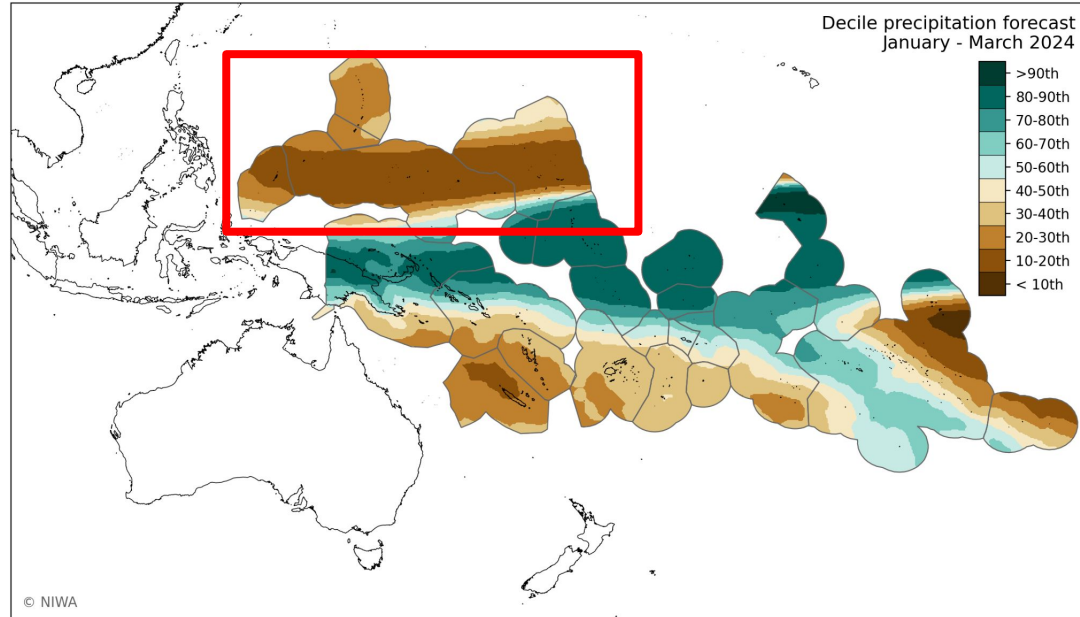 Decile precipitation forecast
January - March 2024
>90th
80-90th
70-80th
60-70th
50-60th
40-50th
30-40th
20-30th
10-20th
< 10th
© NIWA